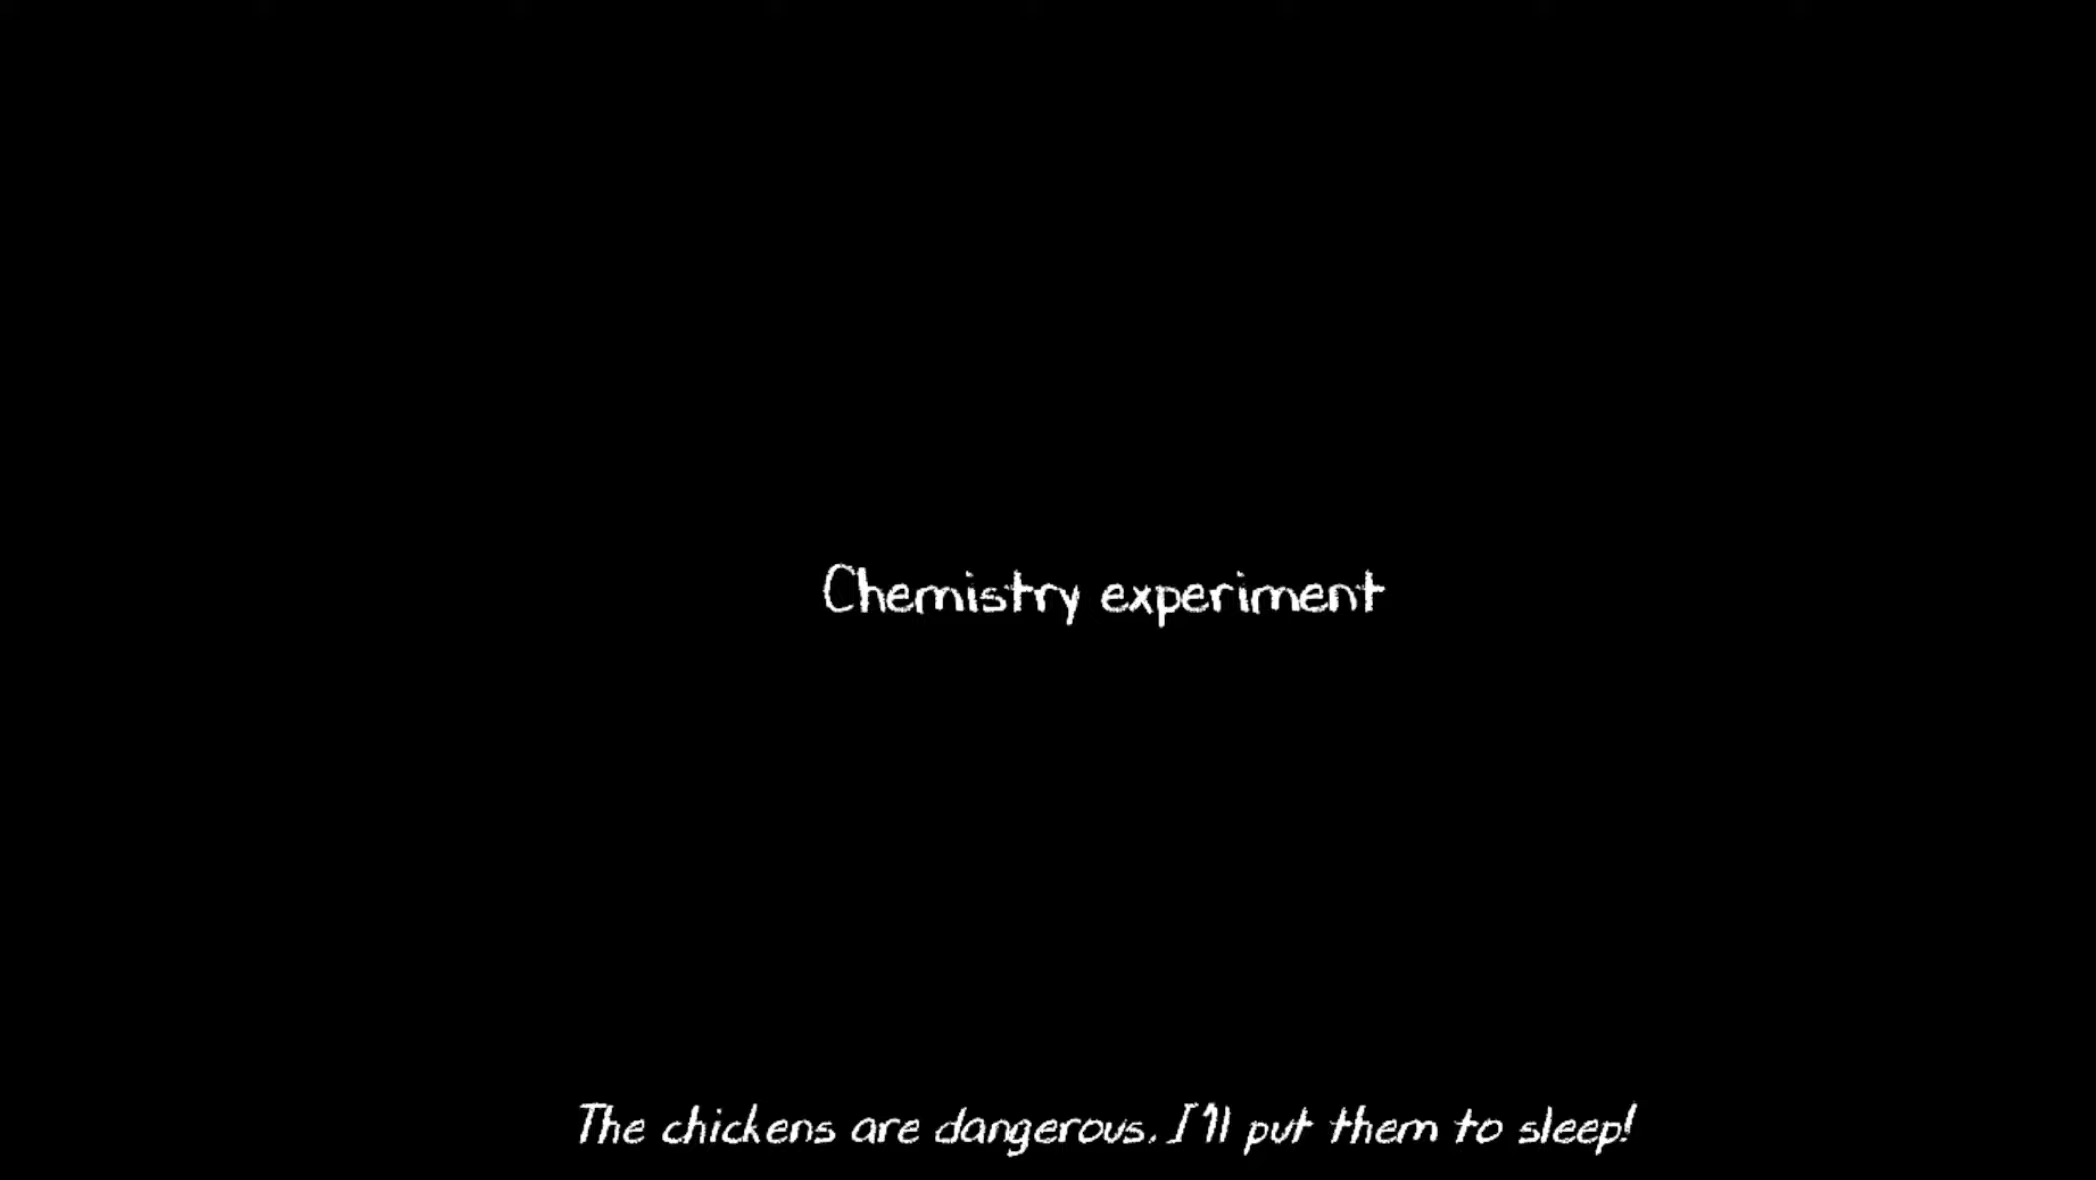 Chemistry experiment
The chickens are dangerous. I'll put them to sleep!